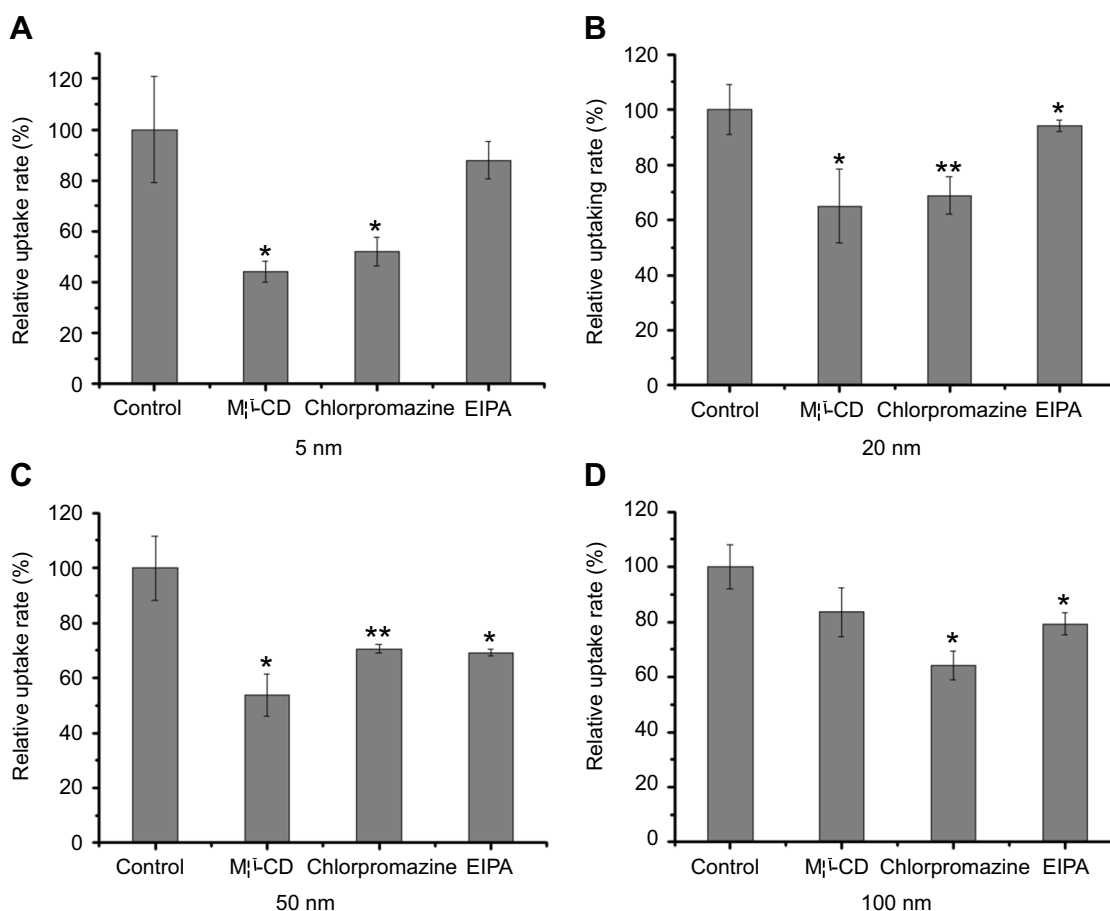 A
Relative uptake rate (%)
120
100
80
60
40
20
0
*
*
Control M¦Ī-CD Chlorpromazine EIPA
5 nm
B
Relative uptaking rate (%)
120
100
80
60
40
20
0
*
**
*
Control M¦Ī-CD Chlorpromazine EIPA
20 nm
C
Relative uptake rate (%)
120
100
80
60
40
20
0
*
**
*
Control M¦Ī-CD Chlorpromazine EIPA
50 nm
D
Relative uptake rate (%)
120
100
80
60
40
20
0
*
*
Control M¦Ī-CD Chlorpromazine EIPA
100 nm